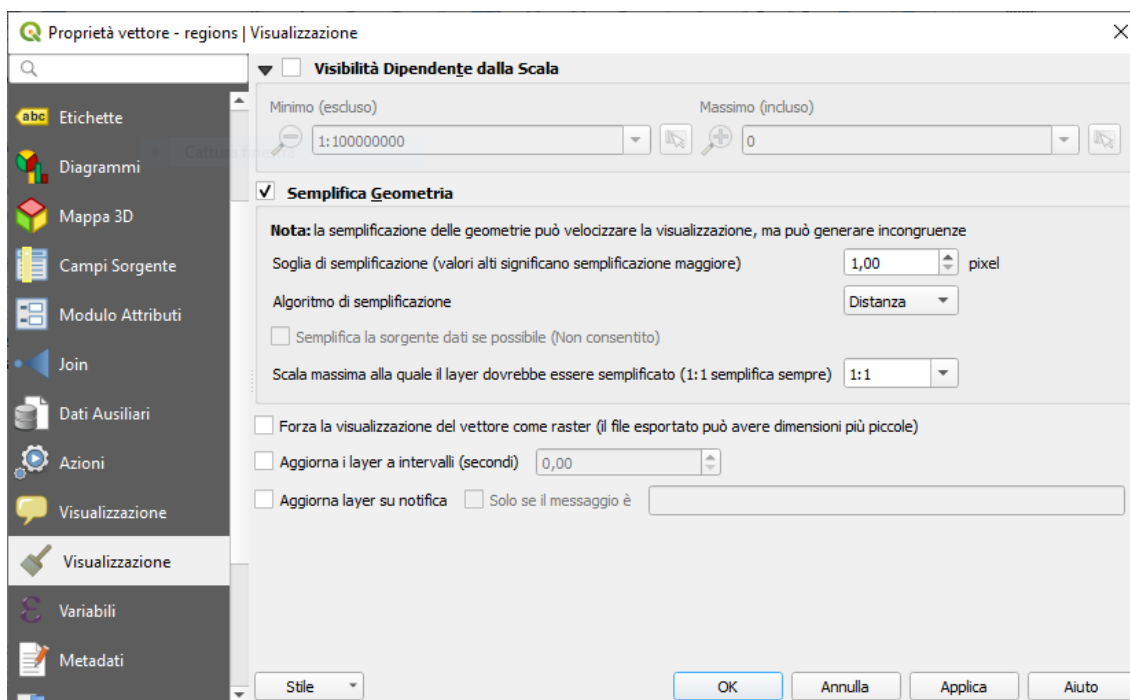 Proprietà vettore - regions | Visualizzazione
Visibilità Dipendente dalla Scala
Minimo (escluso)
Massimo (incluso)
1:100000000
0
Semplifica Geometria
Nota: la semplificazione delle geometrie può velocizzare la visualizzazione, ma può generare incongruenze
Soglia di semplificazione (valori alti significano semplificazione maggiore)
1,00
pixel
Algoritmo di semplificazione
Distanza
Semplifica la sorgente dati se possibile (Non consentito)
Scala massima alla quale il layer dovrebbe essere semplificato (1:1 semplifica sempre)
1:1
Forza la visualizzazione del vettore come raster (il file esportato può avere dimensioni più piccole)
Aggiorna i layer a intervalli (secondi)
0,00
Aggiorna layer su notifica
Solo se il messaggio è
abc
Etichette
Cattura
Diagrammi
Mappa 3D
Campi Sorgente
Modulo Attributi
Join
Dati Ausiliari
Azioni
Visualizzazione
Visualizzazione
Variabili
Metadati
Stile
OK
Annulla
Applica
Aiuto